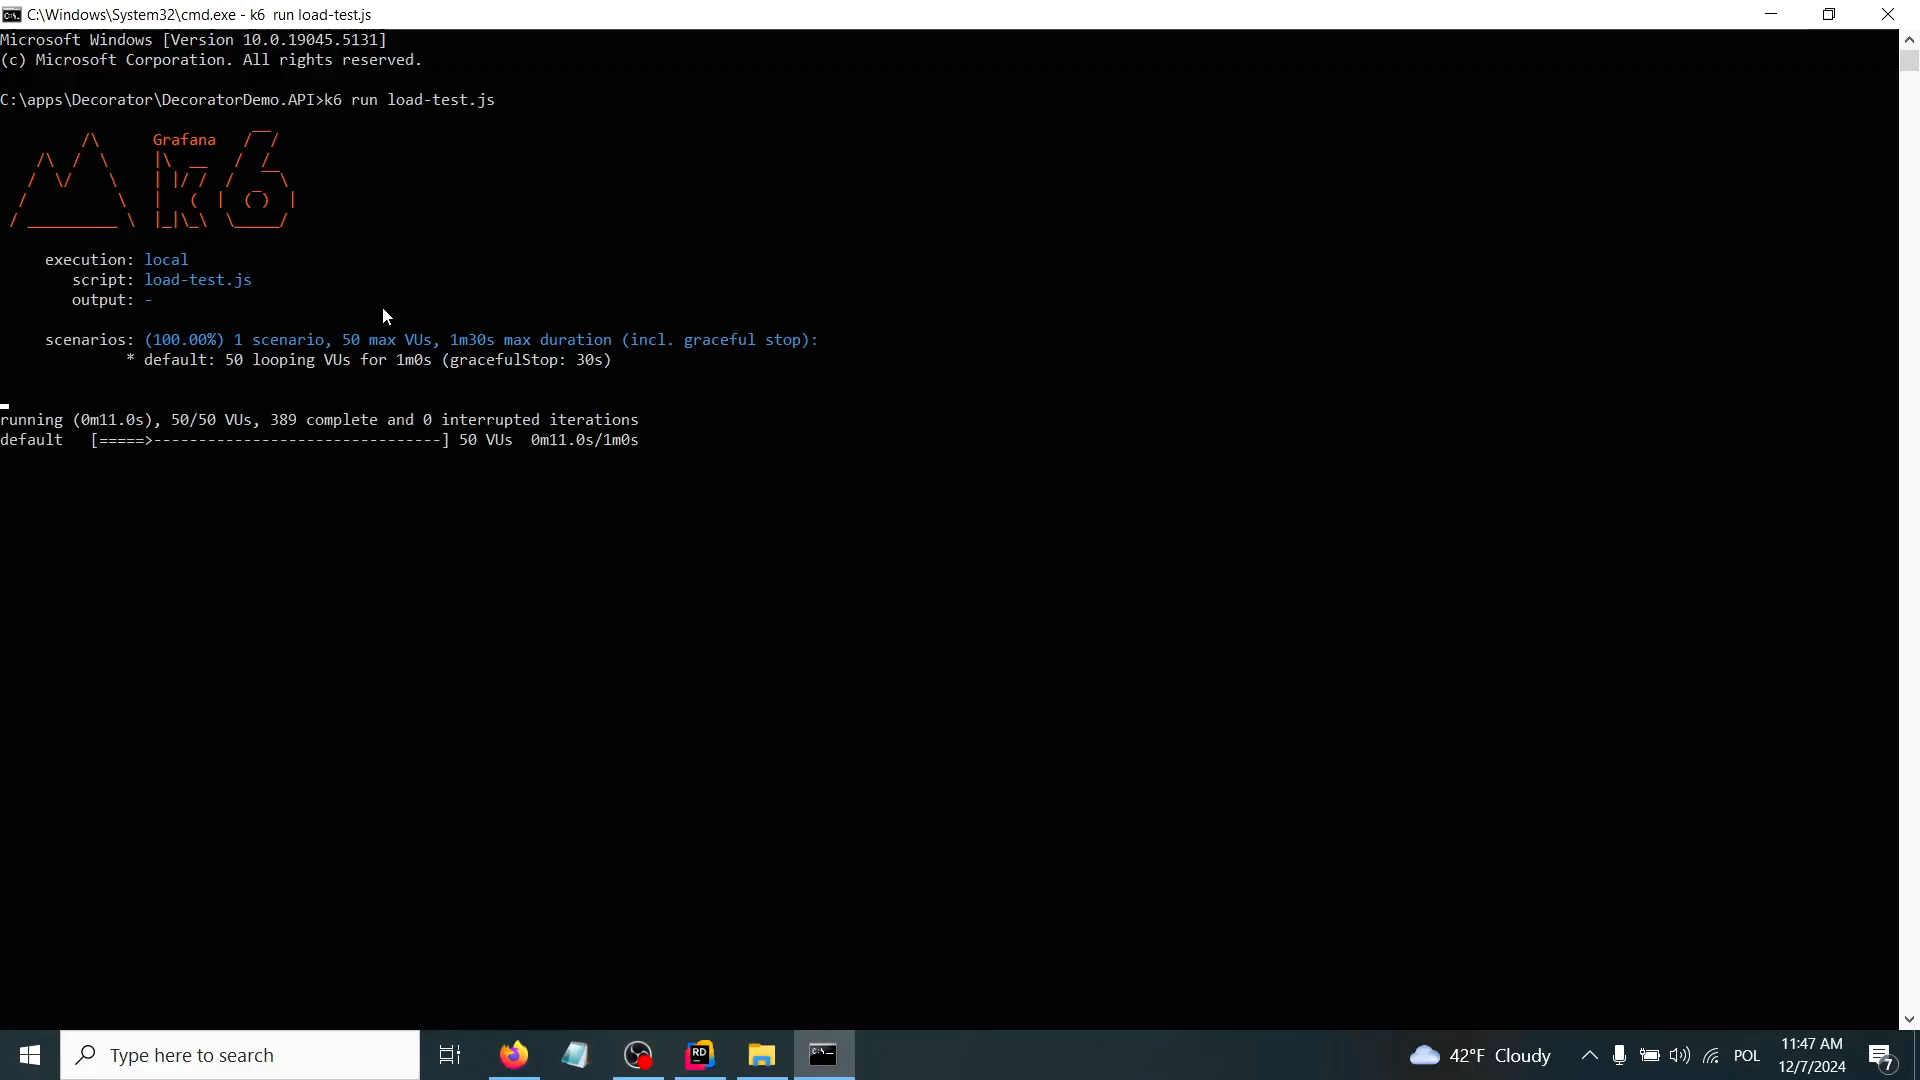 C:\Windows\System32\cmd.exe - k6  run load-test.js
Microsoft Windows [Version 10.0.19045.5131]
(c) Microsoft Corporation. All rights reserved.
C:\apps\Decorator\DecoratorDemo.API>k6 run load-test.js
Grafana
k6
execution: local
script: load-test.js
output: -
scenarios: (100.00%) 1 scenario, 50 max VUs, 1m30s max duration (incl. graceful stop):
* default: 50 looping VUs for 1m0s (gracefulStop: 30s)
running (0m11.0s), 50/50 VUs, 389 complete and 0 interrupted iterations
default   [=====>--------------------------------] 50 VUs  0m11.0s/1m0s
Type here to search
RD
42°F Cloudy
POL
11:47 AM
12/7/2024
7